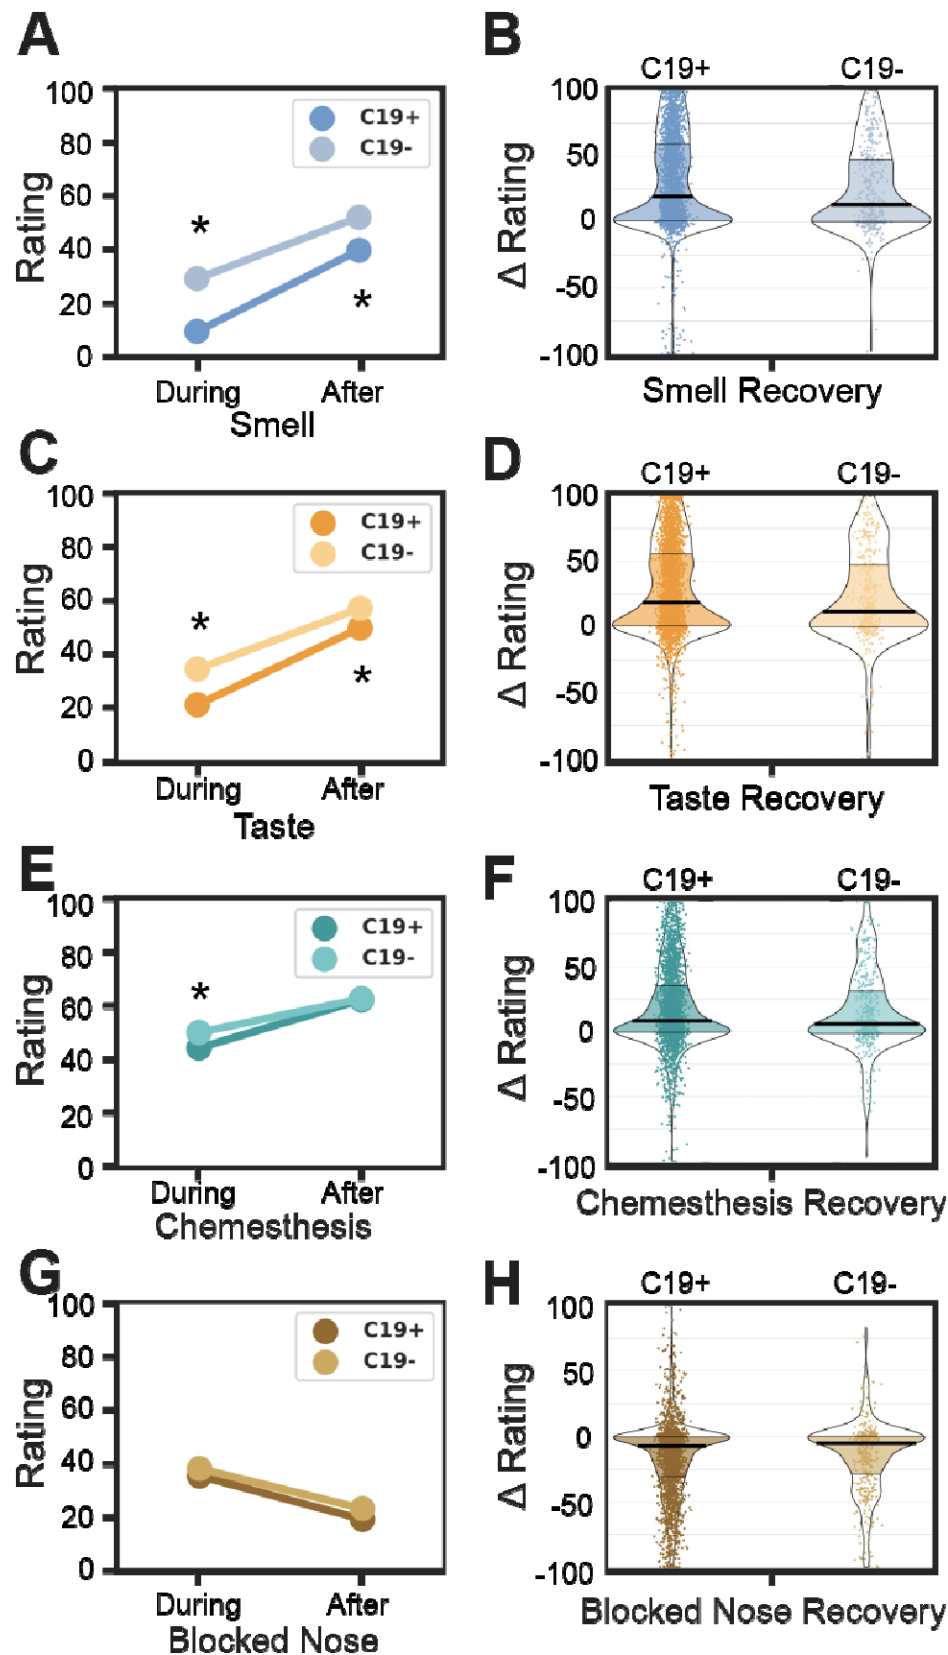 A
100
80
60
40
20
0
Rating
C19+
C19-
*
*
During After
Smell
B
C19+ C19-
100
50
0
-50
-100
Δ Rating
Smell Recovery
C
100
80
60
40
20
0
Rating
C19+
C19-
*
*
During After
Taste
D
C19+ C19-
100
50
0
-50
-100
Δ Rating
Taste Recovery
E
100
80
60
40
20
0
Rating
C19+
C19-
*
During After
Chemesthesis
F
C19+ C19-
100
50
0
-50
-100
Δ Rating
Chemesthesis Recovery
G
100
80
60
40
20
0
Rating
C19+
C19-
During After
Blocked Nose
H
C19+ C19-
100
50
0
-50
-100
Δ Rating
Blocked Nose Recovery